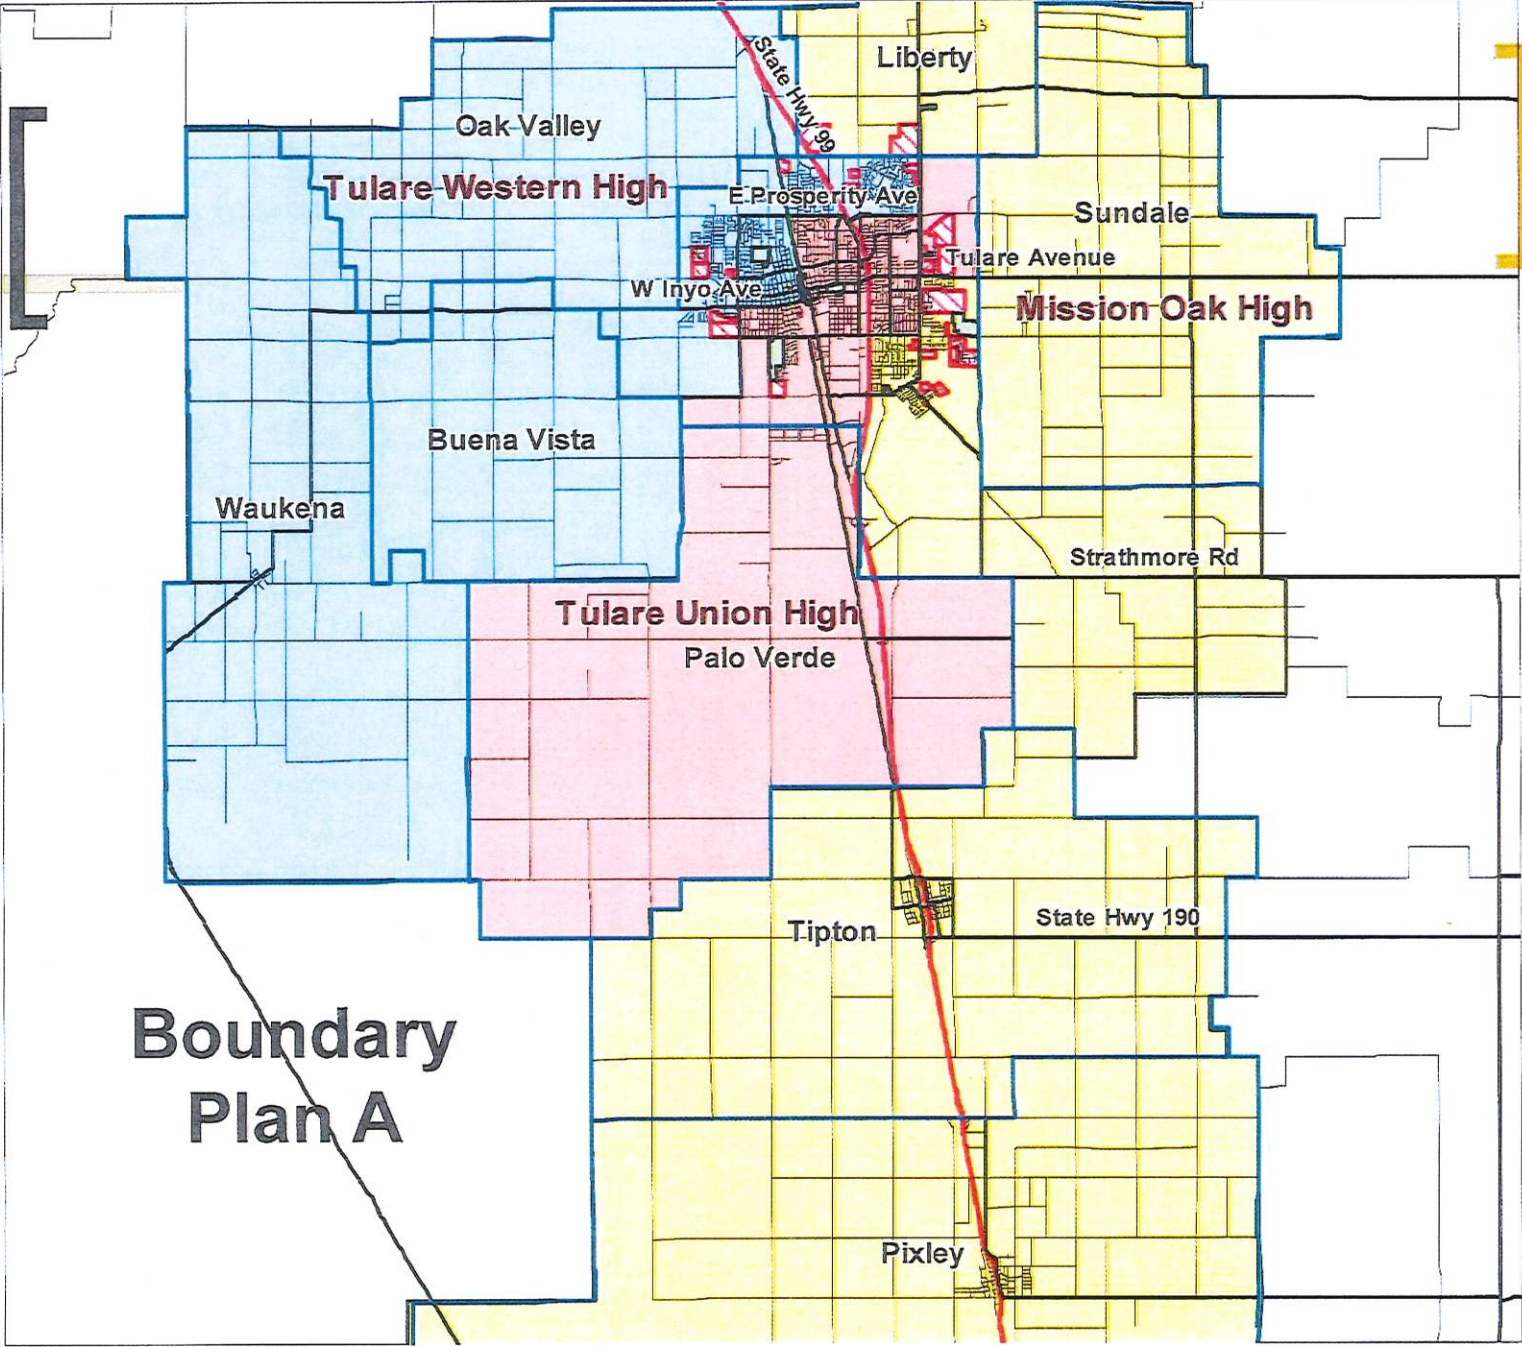 Liberty
State Hwy 99
Oak Valley
Tulare Western High
E Prosperity Ave
Sundale
Tulare Avenue
W Inyo Ave
Mission Oak High
Buena Vista
Waukena
Strathmore Rd
Tulare Union High
Palo Verde
State Hwy 190
Tipton
Boundary
Plan A
Pixley